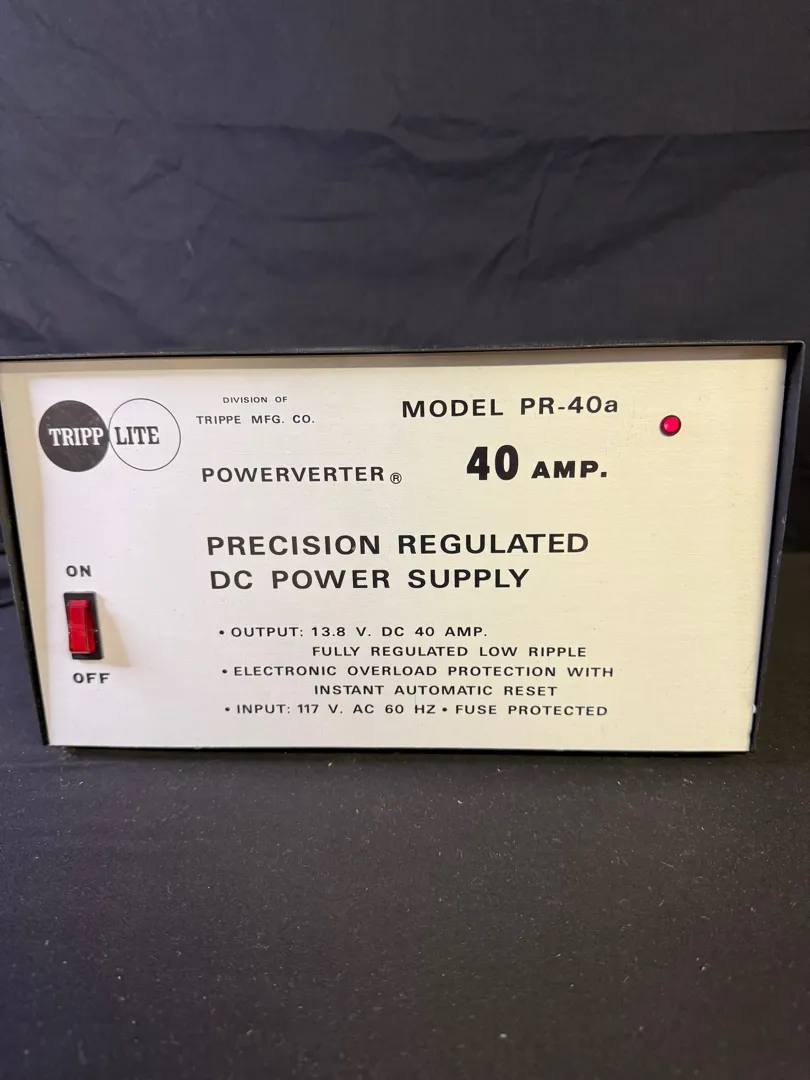 TRIPP LITE
DIVISION OF
TRIPPE MFG. CO.
MODEL PR-40a
POWERVERTER®
40 AMP.
PRECISION REGULATED
DC POWER SUPPLY
ON
OFF
• OUTPUT: 13.8 V. DC 40 AMP.
FULLY REGULATED LOW RIPPLE
• ELECTRONIC OVERLOAD PROTECTION WITH
INSTANT AUTOMATIC RESET
• INPUT: 117 V. AC 60 HZ • FUSE PROTECTED